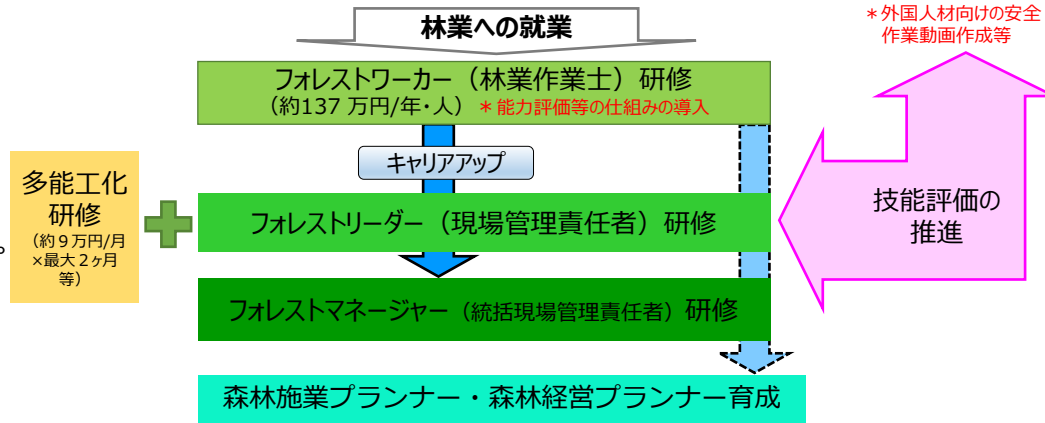 林業への就業
＊外国人材向けの安全
作業動画作成等
フォレストワーカー（林業作業士）研修
（約137 万円/年・人）＊能力評価等の仕組みの導入
キャリアアップ
多能工化
研修
（約９万円/月
×最大２ヶ月
等）
。
フォレストリーダー（現場管理責任者）研修
技能評価の
推進
フォレストマネージャー（統括現場管理責任者）研修
森林施業プランナー・森林経営プランナー育成